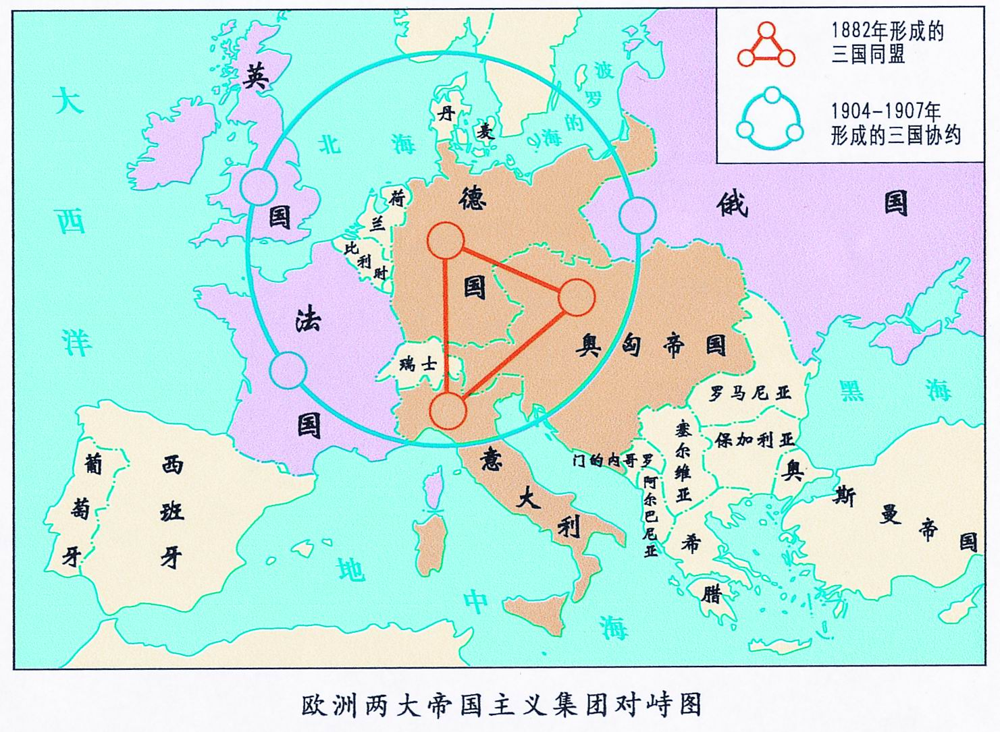 1882年形成的
三国同盟
1904-1907年
形成的三国协约
大西洋
英国
北海
丹麦
波罗的海
荷兰
比利时
德国
俄国
法国
瑞士
奥匈帝国
罗马尼亚
黑海
塞尔维亚
保加利亚
门的内哥罗
阿尔巴尼亚
葡萄牙
西班牙
意大利
希腊
奥斯曼帝国
地中海
欧洲两大帝国主义集团对峙图